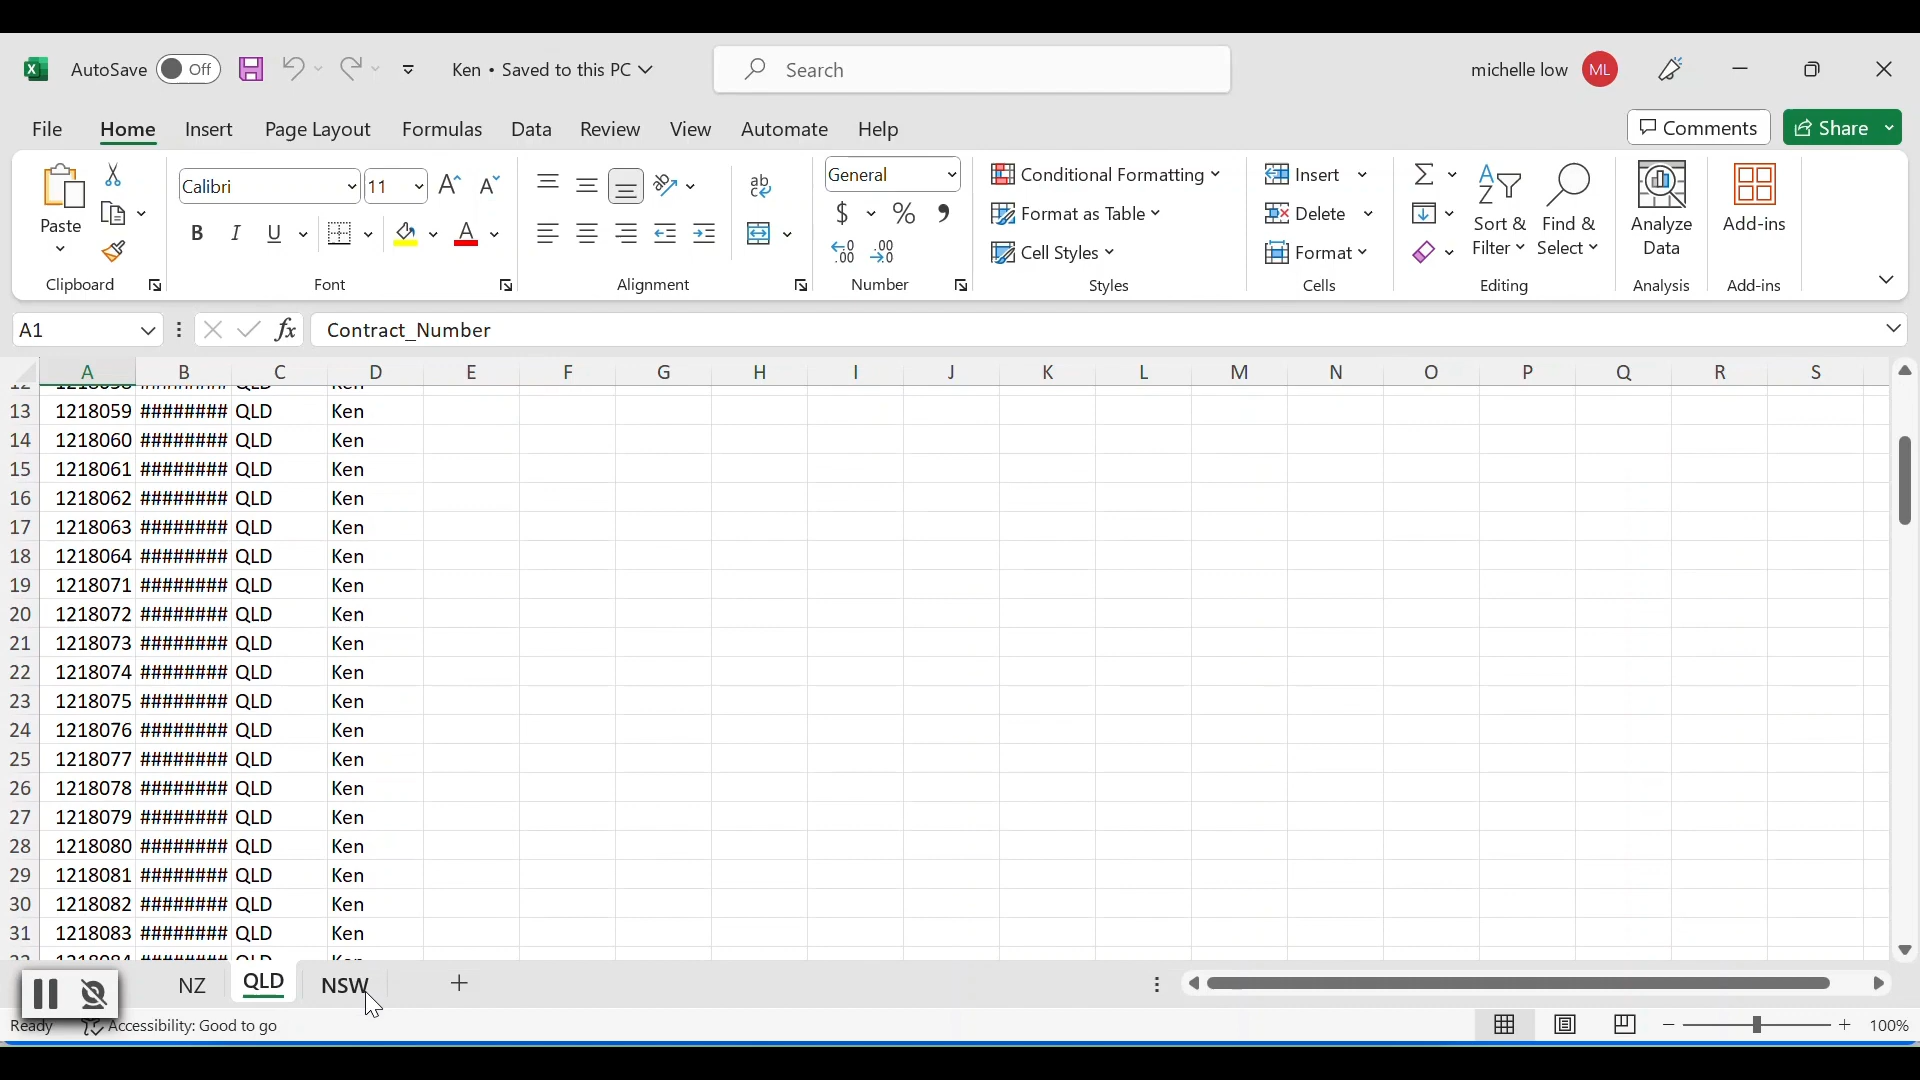 AutoSave Off Ken • Saved to this PC Search michelle low ML
File Home Insert Page Layout Formulas Data Review View Automate Help Comments Share
Paste Calibri 11 General Conditional Formatting Insert
Format as Table Delete Sort & Find & Analyze Add-ins
B I U A $ % Cell Styles Format Filter Select Data
Clipboard Font Alignment Number Styles Cells Editing Analysis Add-ins
A1 fx Contract_Number
A B C D E F G H I J K L M N O P Q R S
13 1218059 ######## QLD Ken
14 1218060 ######## QLD Ken
15 1218061 ######## QLD Ken
16 1218062 ######## QLD Ken
17 1218063 ######## QLD Ken
18 1218064 ######## QLD Ken
19 1218071 ######## QLD Ken
20 1218072 ######## QLD Ken
21 1218073 ######## QLD Ken
22 1218074 ######## QLD Ken
23 1218075 ######## QLD Ken
24 1218076 ######## QLD Ken
25 1218077 ######## QLD Ken
26 1218078 ######## QLD Ken
27 1218079 ######## QLD Ken
28 1218080 ######## QLD Ken
29 1218081 ######## QLD Ken
30 1218082 ######## QLD Ken
31 1218083 ######## QLD Ken
NZ QLD NSW
Ready Accessibility: Good to go 100%